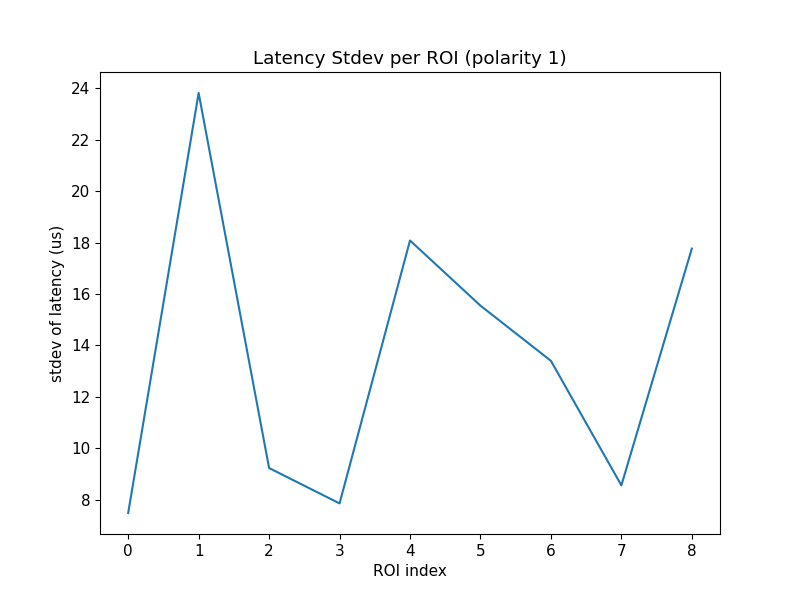 Latency Stdev per ROI (polarity 1)
24
22
20
18
16
14
12
10
8
stdev of latency (us)
0 1 2 3 4 5 6 7 8
ROI index